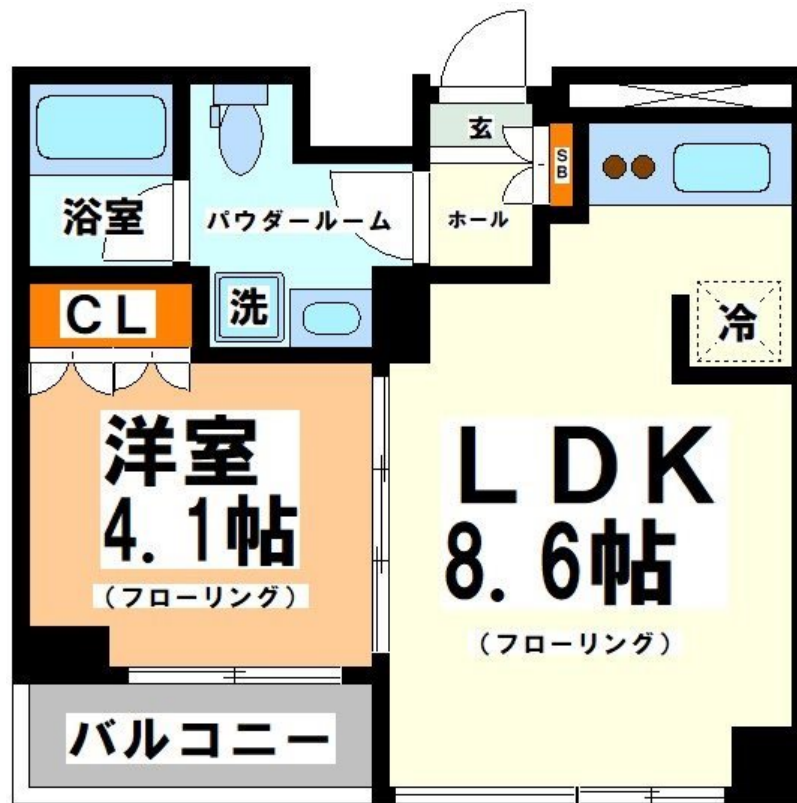 玄
SB
浴室
パウダールーム
ホール
CL
洗
冷
洋室
4.1帖
(フローリング)
LDK
8.6帖
(フローリング)
バルコニー